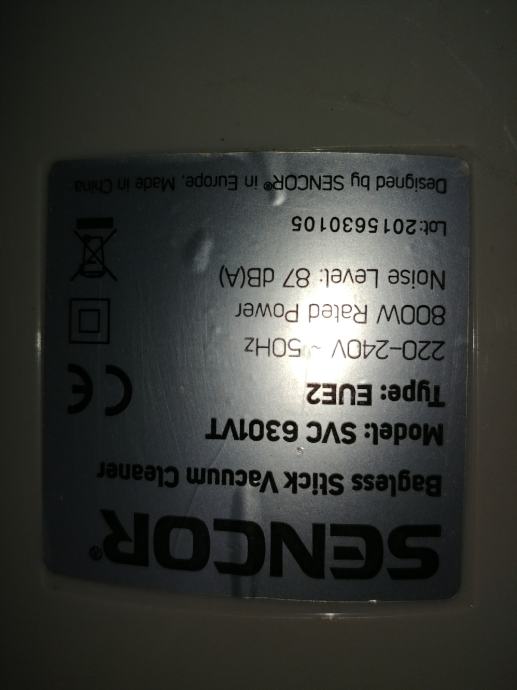 SENCOR®
Bagless Stick Vacuum Cleaner
Model: SVC 6301VT
Type: EUE2
220-240V ~ 50Hz
800W Rated Power
Noise Level: 87 dB(A)
Lot:2015630105
Designed by SENCOR® in Europe, Made in China
CE